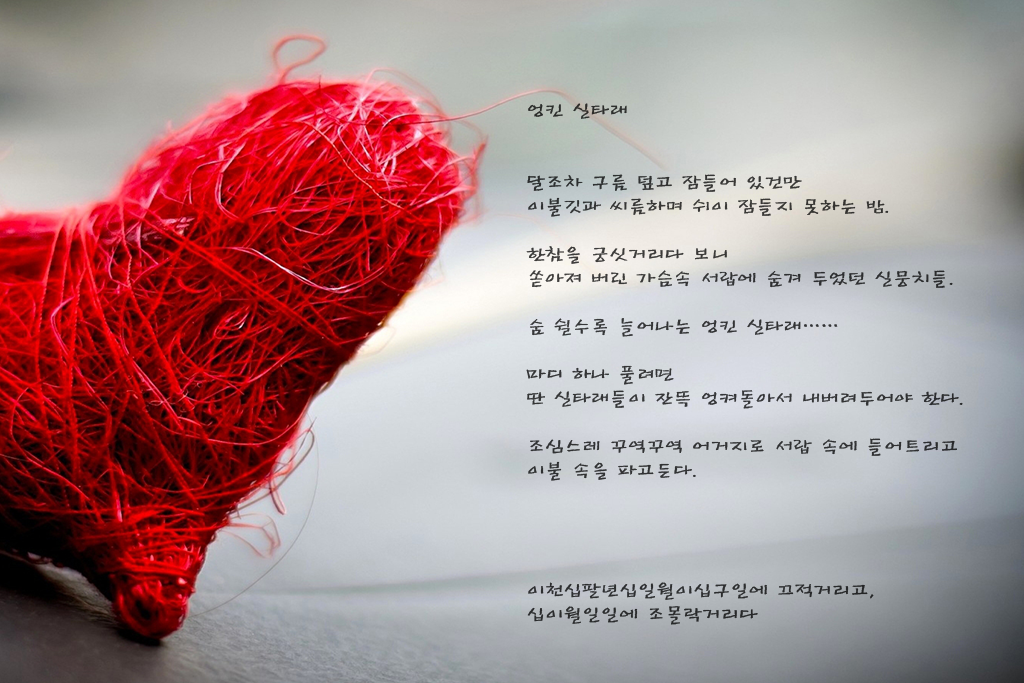 엉킨 실타래
달조차 구름 덮고 잠들어 있건만
이불깃과 씨름하며 쉬이 잠들지 못하는 밤.
한참을 궁싯거리다 보니
쏟아져 버린 가슴속 서랍에 숨겨 두었던 실뭉치들.
숨 쉴수록 늘어나는 엉킨 실타래……
마디 하나 풀려면
딴 실타래들이 잔뜩 엉켜돌아서 내버려두어야 한다.
조심스레 꾸역꾸역 어거지로 서랍 속에 들어트리고
이불 속을 파고든다.
이천십팔년십일월이십구일에 끄적거리고,
십이월일일에 조몰락거리다